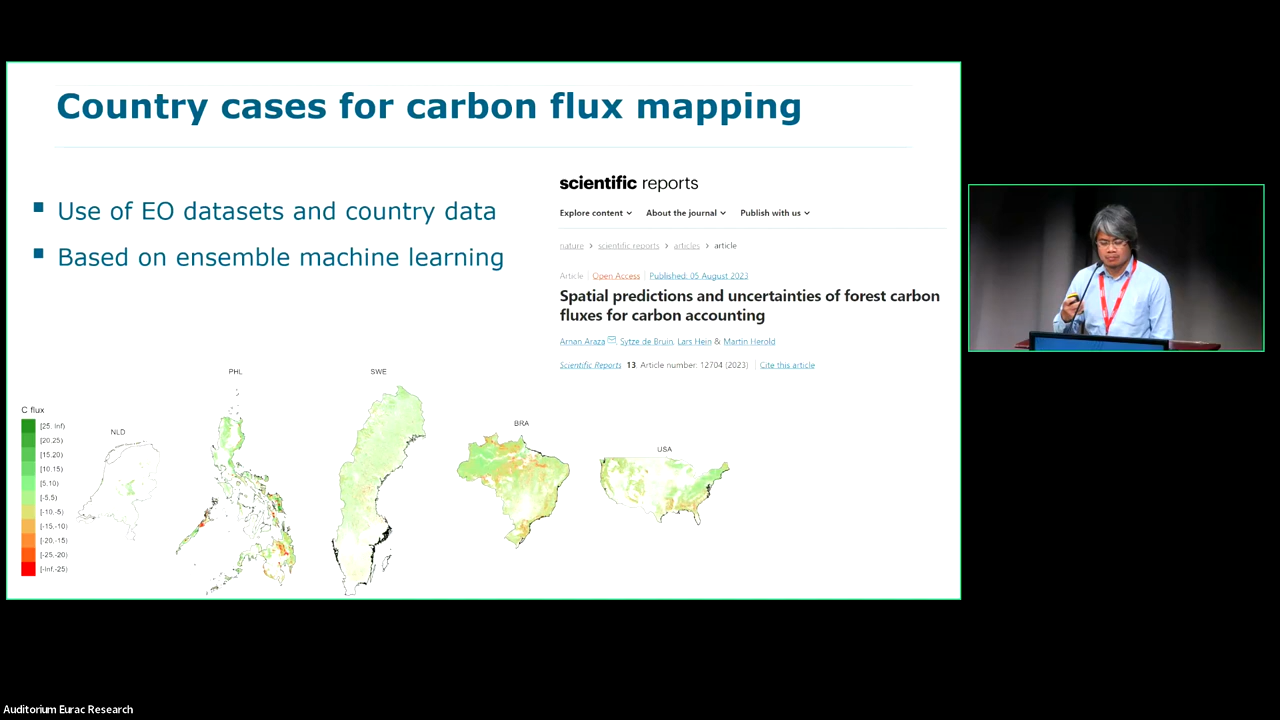 Country cases for carbon flux mapping
Use of EO datasets and country data
Based on ensemble machine learning
scientific reports
Explore content
About the journal
Publish with us
nature > scientific reports > articles > article
Article | Open Access | Published: 05 August 2023
Spatial predictions and uncertainties of forest carbon
fluxes for carbon accounting
Arnan Araza, Sytze de Bruin, Lars Hein & Martin Herold
Scientific Reports 13, Article number: 12704 (2023) | Cite this article
C flux
[25, Inf)
[20,25)
[15,20)
[10,15)
[5,10)
[-5,5)
[-10,-5)
[-15,-10)
[-20,-15)
[-25,-20)
[-Inf,-25)
NLD
PHL
SWE
BRA
USA
Auditorium Eurac Research